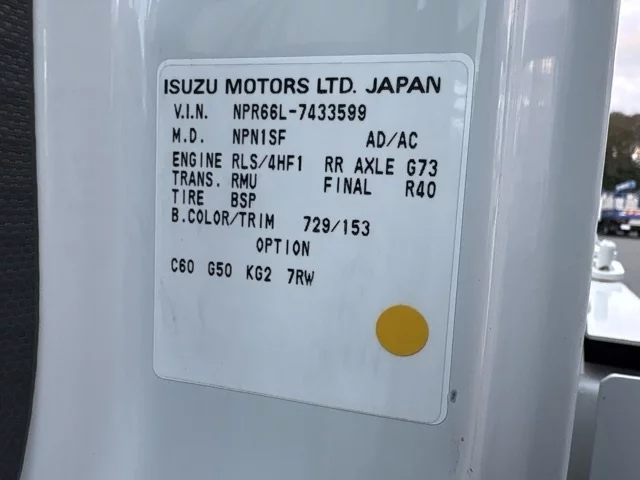 ISUZU MOTORS LTD. JAPAN
V.I.N. NPR66L-7433599
M.D. NPN1SF AD/AC
ENGINE RLS/4HF1 RR AXLE G73
TRANS. RMU FINAL R40
TIRE BSP
B.COLOR/TRIM 729/153
OPTION
C60 G50 KG2 7RW